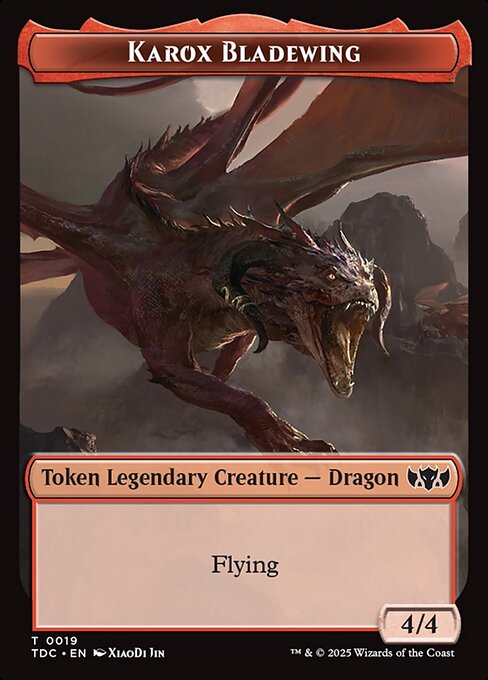 Karox Bladewing
Token Legendary Creature — Dragon
Flying
4/4
T 0019
TDC • EN XiaoDi Jin
™ & © 2025 Wizards of the Coast